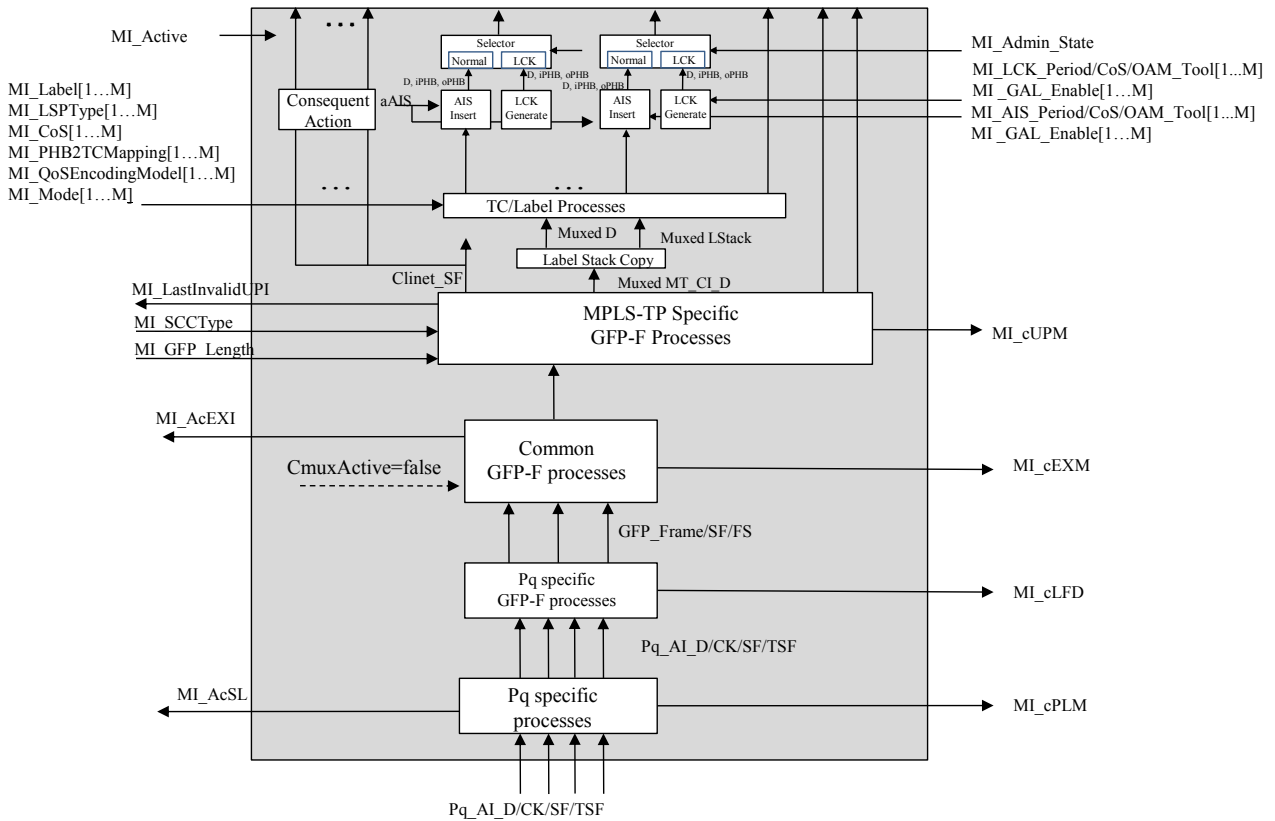 MI_Active
MI_Label[1…M]
MI_LSPType[1…M]
MI_CoS[1…M]
MI_PHB2TCMapping[1…M]
MI_QoSEncodingModel[1…M]
MI_Mode[1…M]
...
Selector
Normal
LCK
Selector
Normal
LCK
D, iPHB, oPHB
D, iPHB, oPHB
D, iPHB, oPHB
D, iPHB, oPHB
MI_Admin_State
MI_LCK_Period/CoS/OAM_Tool[1...M]
MI _GAL_Enable[1…M]
MI_AIS_Period/CoS/OAM_Tool[1...M]
MI _GAL_Enable[1…M]
Consequent
Action
aAIS
AIS
Insert
LCK
Generate
AIS
Insert
LCK
Generate
...
...
TC/Label Processes
Muxed D
Muxed LStack
Label Stack Copy
Clinet_SF
Muxed MT_CI_D
MI_LastInvalidUPI
MI_SCCType
MI_GFP_Length
MPLS-TP Specific
GFP-F Processes
MI_cUPM
MI_AcEXI
Common
GFP-F processes
CmuxActive=false
MI_cEXM
GFP_Frame/SF/FS
Pq specific
GFP-F processes
MI_cLFD
Pq_AI_D/CK/SF/TSF
MI_AcSL
Pq specific
processes
MI_cPLM
Pq_AI_D/CK/SF/TSF